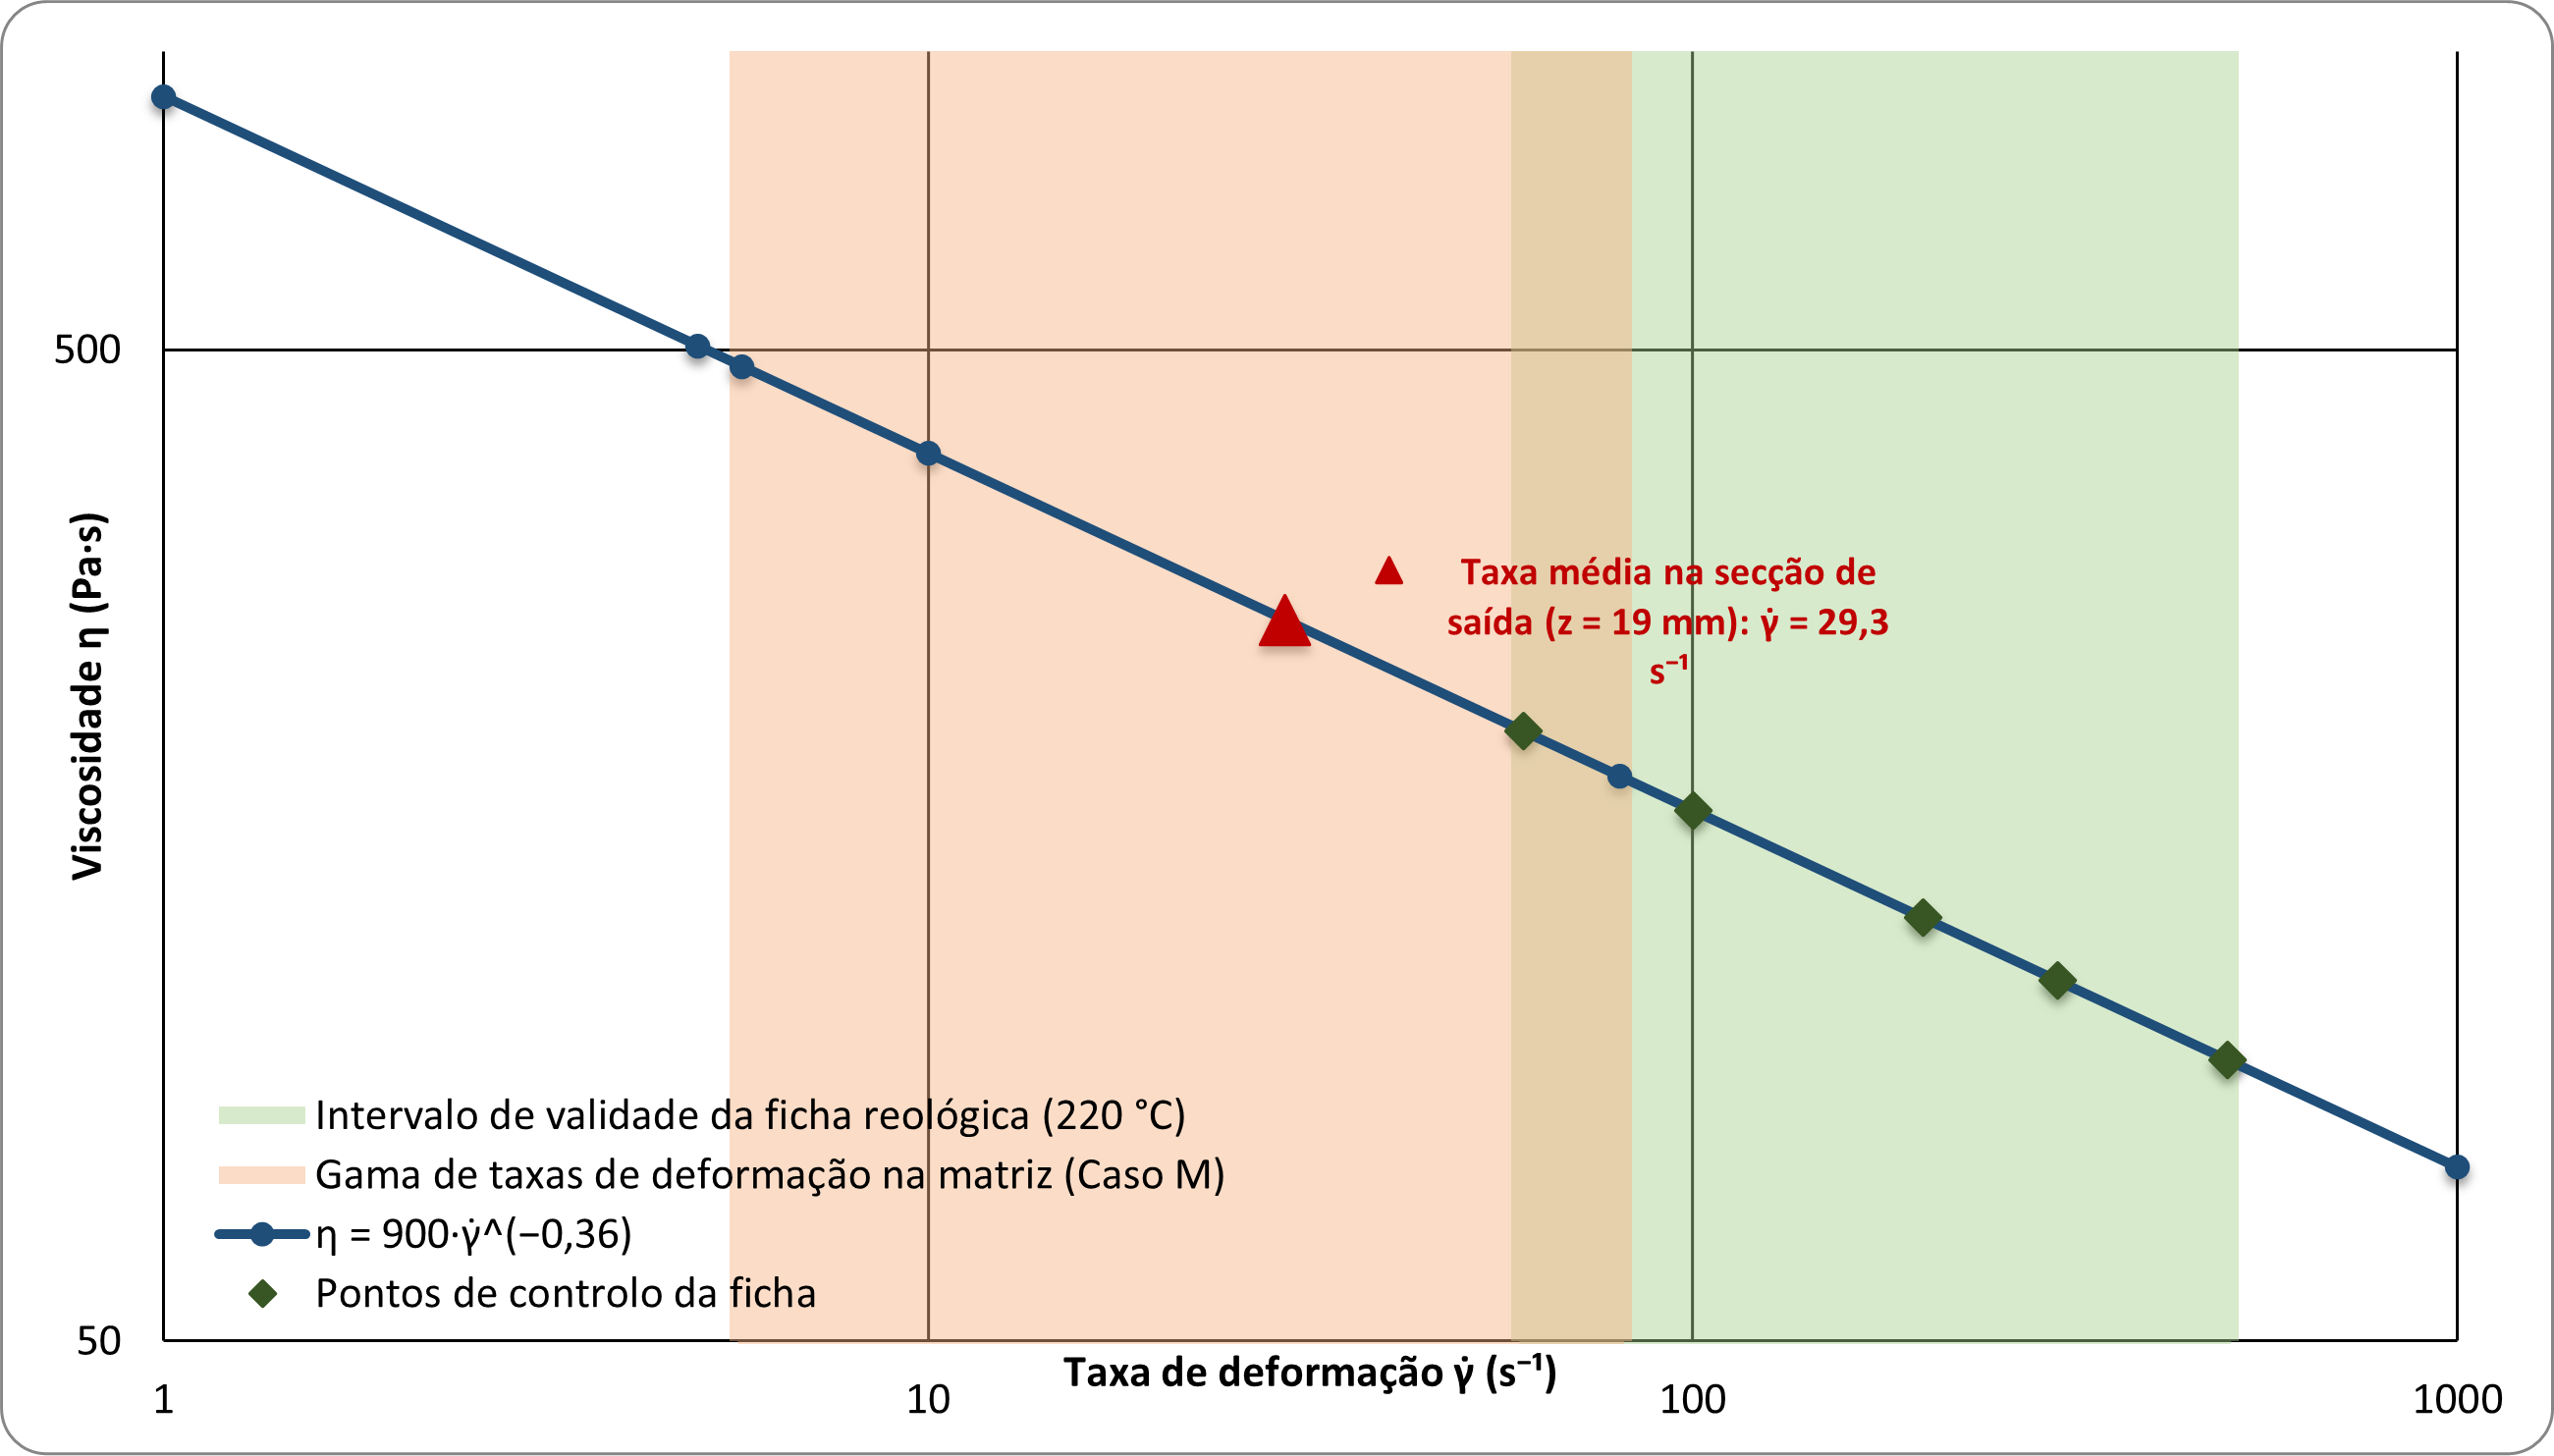 500
Viscosidade η (Pa·s)
Taxa média na secção de
saída (z = 19 mm): γ̇ = 29,3
s⁻¹
Intervalo de validade da ficha reológica (220 °C)
Gama de taxas de deformação na matriz (Caso M)
η = 900·γ̇^(−0,36)
Pontos de controlo da ficha
50
Taxa de deformação γ̇ (s⁻¹)
1 10 100 1000